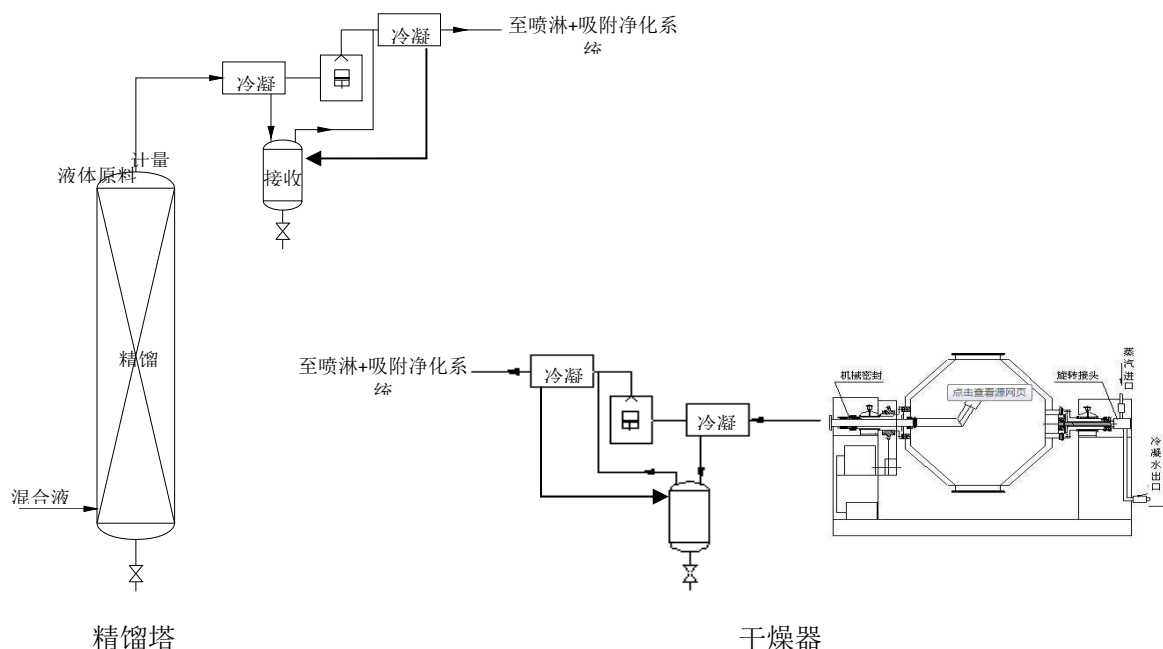 冷凝
至喷淋+吸附净化系
统
冷凝
计量
液体原料
接收
精馏
混合液
至喷淋+吸附净化系
统
冷凝
冷凝
机械密封
点击查看源网页
旋转接头
蒸汽进口
冷凝水出口
精馏塔
干燥器